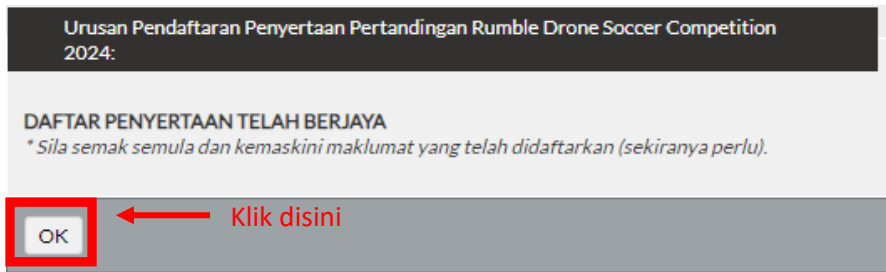 Urusan Pendaftaran Penyertaan Pertandingan Rumble Drone Soccer Competition
2024:
DAFTAR PENYERTAAN TELAH BERJAYA
* Sila semak semula dan kemaskini maklumat yang telah didaftarkan (sekiranya perlu).
Klik disini
OK